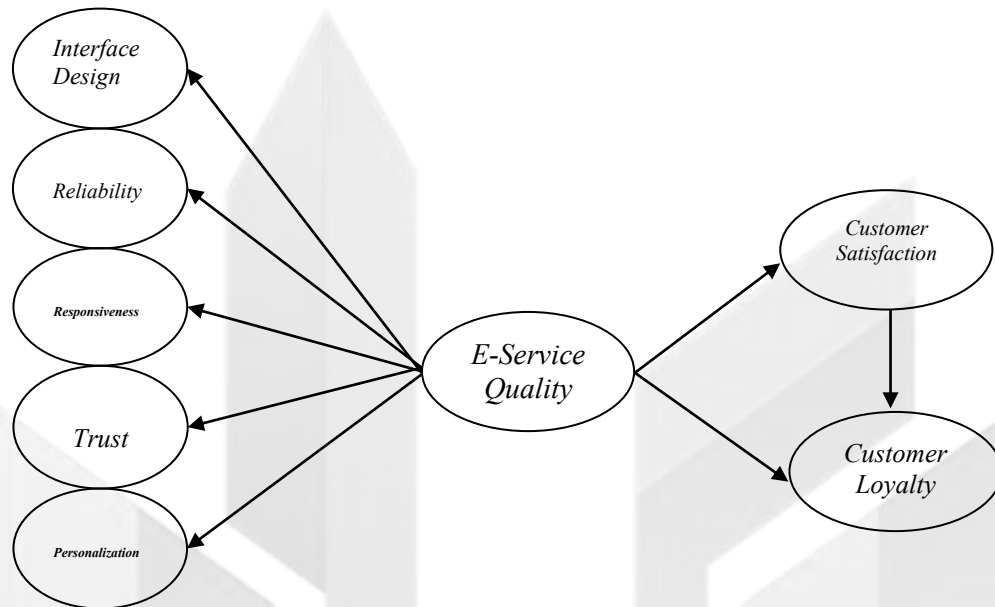 Interface
Design
Reliability
Responsiveness
Trust
Personalization
E-Service
Quality
Customer
Satisfaction
Customer
Loyalty